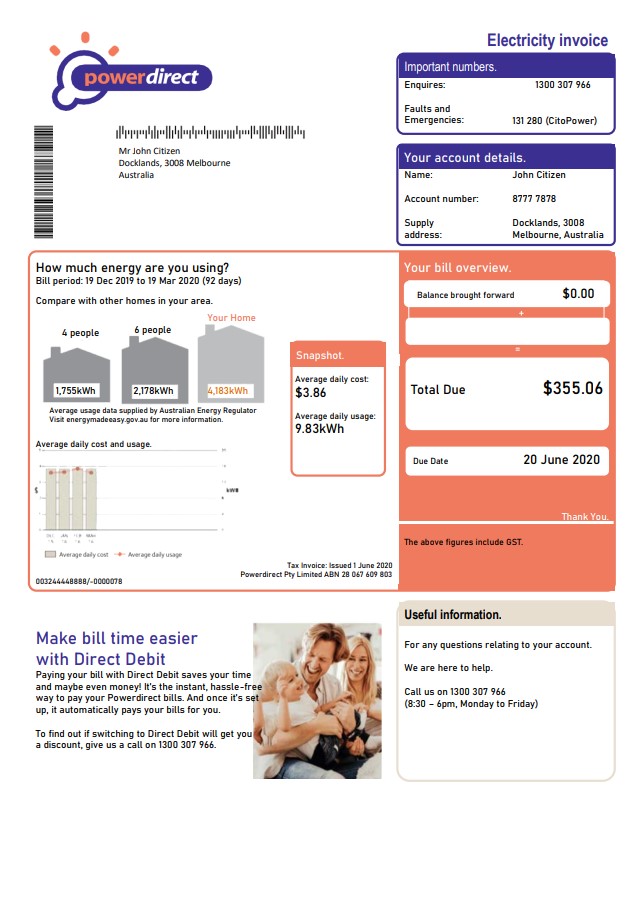 Electricity invoice
powerdirect
Important numbers.
Enquires: 1300 307 966
Faults and
Emergencies: 131 280 (CitoPower)
Mr John Citizen
Docklands, 3008 Melbourne
Australia
Your account details.
Name: John Citizen
Account number: 8777 7878
Supply Docklands, 3008
address: Melbourne, Australia
How much energy are you using?
Bill period: 19 Dec 2019 to 19 Mar 2020 (92 days)
Compare with other homes in your area.
4 people
6 people
Your Home
1,755kWh
2,178kWh
4,183kWh
Average usage data supplied by Australian Energy Regulator
Visit energymadeeasy.gov.au for more information.
Snapshot.
Average daily cost:
$3.86
Average daily usage:
9.83kWh
Average daily cost and usage.
$
kWh
Average daily cost
Average daily usage
Tax Invoice: Issued 1 June 2020
Powerdirect Pty Limited ABN 28 067 609 803
003244448888/-0000078
Your bill overview.
Balance brought forward $0.00
+
=
Total Due $355.06
Due Date 20 June 2020
Thank You.
The above figures include GST.
Make bill time easier
with Direct Debit
Paying your bill with Direct Debit saves your time
and maybe even money! It's the instant, hassle-free
way to pay your Powerdirect bills. And once it's set
up, it automatically pays your bills for you.
To find out if switching to Direct Debit will get you
a discount, give us a call on 1300 307 966.
Useful information.
For any questions relating to your account.
We are here to help.
Call us on 1300 307 966
(8:30 – 6pm, Monday to Friday)